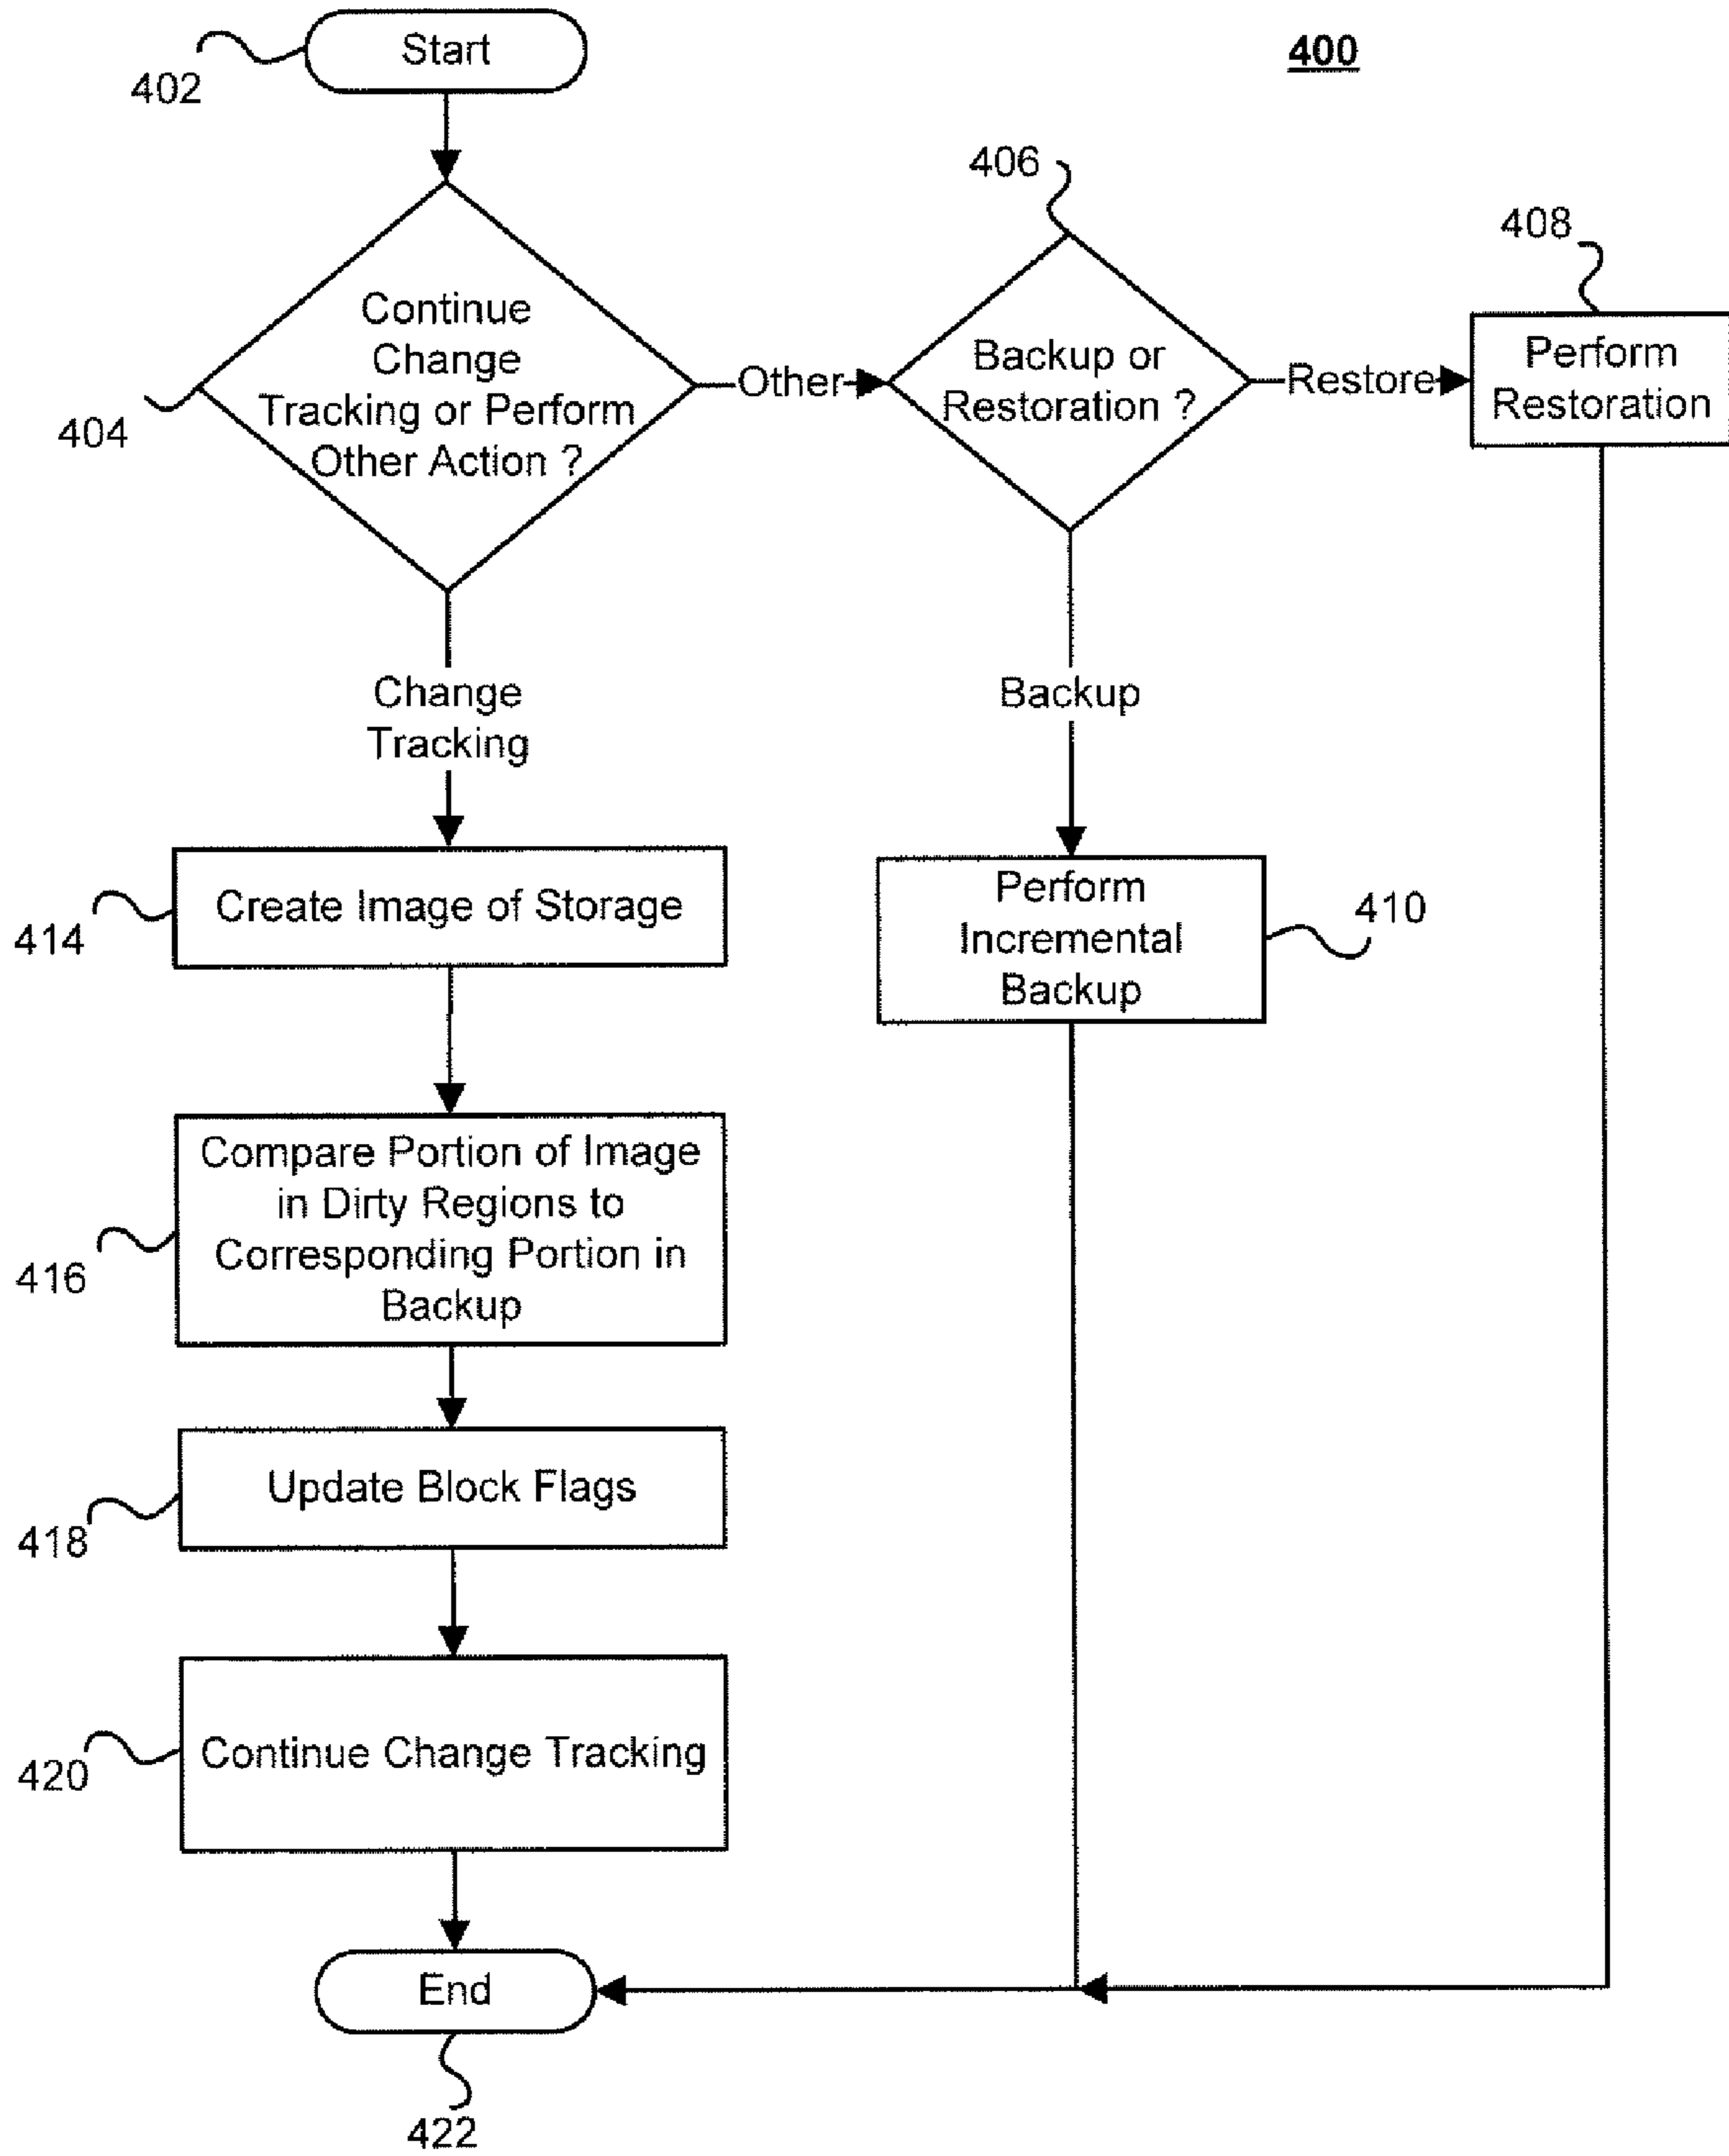 Start
400
402
406
408
Continue
Change
Tracking or Perform
Other Action ?
404
Other
Backup or
Restoration ?
Restore
Perform
Restoration
Change
Tracking
Backup
Create Image of Storage
414
Perform
Incremental
Backup
410
Compare Portion of Image
in Dirty Regions to
Corresponding Portion in
Backup
416
Update Block Flags
418
Continue Change Tracking
420
End
422